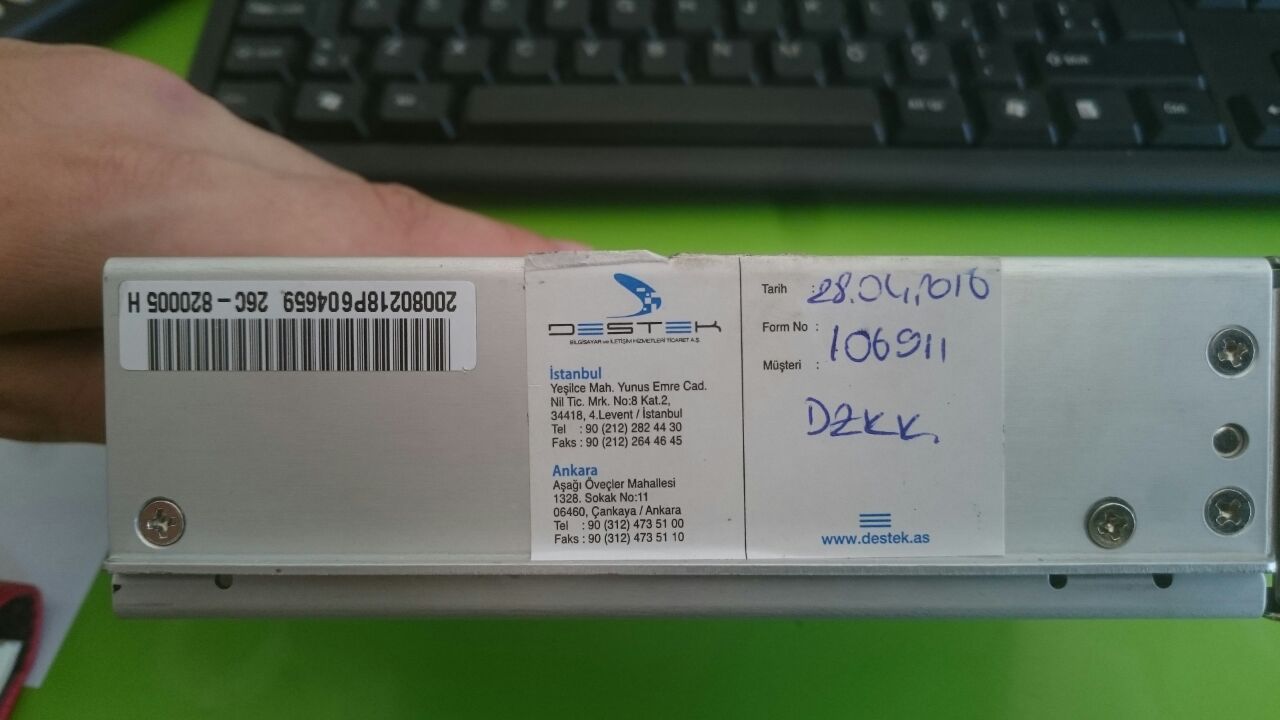 20080218P604659 26C-820005 H
DESTEK
BİLGİSAYAR ve İLETİŞİM HİZMETLERİ TİCARET A.Ş.
İstanbul
Yeşilce Mah. Yunus Emre Cad.
Nil Tic. Mrk. No:8 Kat.2,
34418, 4.Levent / İstanbul
Tel : 90 (212) 282 44 30
Faks : 90 (212) 264 46 45
Ankara
Aşağı Öveçler Mahallesi
1328. Sokak No:11
06460, Çankaya / Ankara
Tel : 90 (312) 473 51 00
Faks : 90 (312) 473 51 10
Tarih : 28.04.2016
Form No : 106911
Müşteri :
DZKK.
www.destek.as